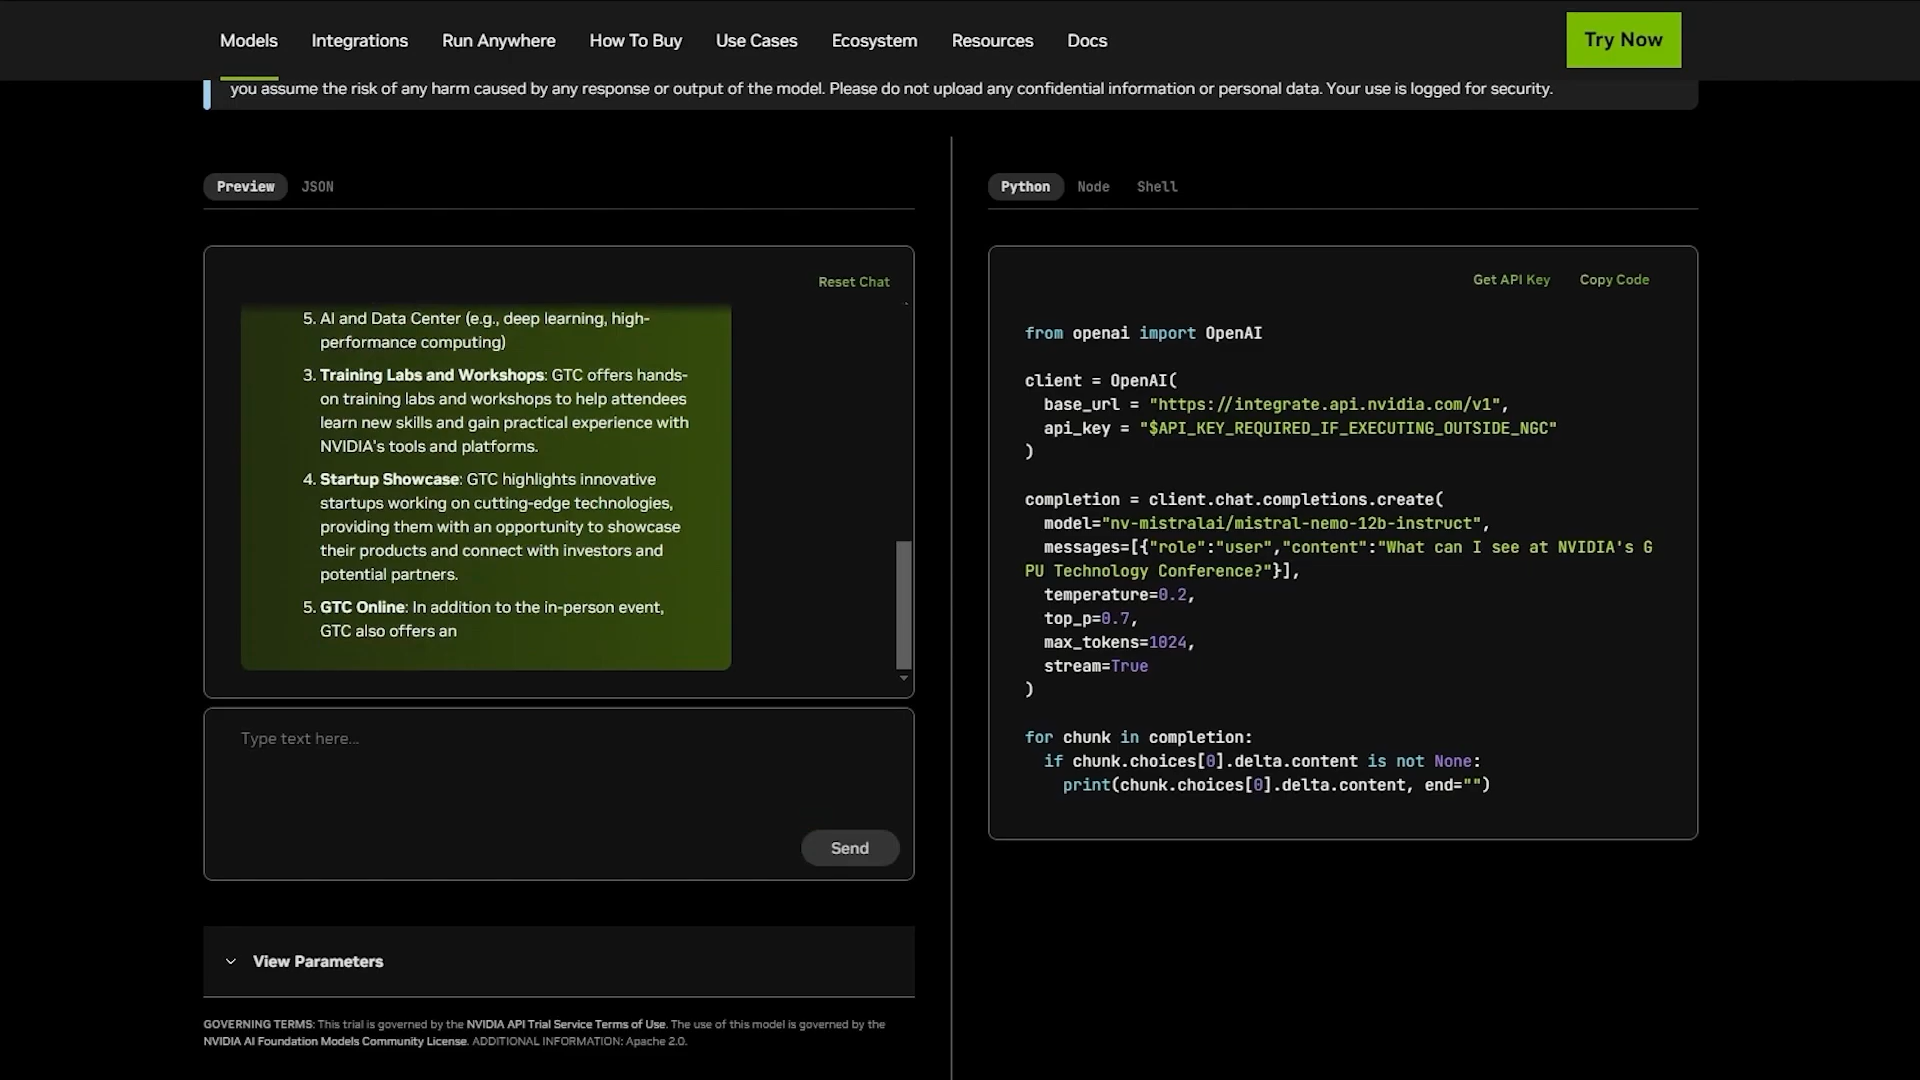 Models Integrations Run Anywhere How To Buy Use Cases Ecosystem Resources Docs Try Now
you assume the risk of any harm caused by any response or output of the model. Please do not upload any confidential information or personal data. Your use is logged for security.
Preview JSON
Reset Chat
5. AI and Data Center (e.g., deep learning, high-
performance computing)
3. Training Labs and Workshops: GTC offers hands-
on training labs and workshops to help attendees
learn new skills and gain practical experience with
NVIDIA's tools and platforms.
4. Startup Showcase: GTC highlights innovative
startups working on cutting-edge technologies,
providing them with an opportunity to showcase
their products and connect with investors and
potential partners.
5. GTC Online: In addition to the in-person event,
GTC also offers an
Type text here...
Send
View Parameters
GOVERNING TERMS: This trial is governed by the NVIDIA API Trial Service Terms of Use. The use of this model is governed by the
NVIDIA AI Foundation Models Community License. ADDITIONAL INFORMATION: Apache 2.0.
Python Node Shell
Get API Key Copy Code
from openai import OpenAI
client = OpenAI(
base_url = "https://integrate.api.nvidia.com/v1",
api_key = "$API_KEY_REQUIRED_IF_EXECUTING_OUTSIDE_NGC"
)
completion = client.chat.completions.create(
model="nv-mistralai/mistral-nemo-12b-instruct",
messages=[{"role":"user","content":"What can I see at NVIDIA's G
PU Technology Conference?"}],
temperature=0.2,
top_p=0.7,
max_tokens=1024,
stream=True
)
for chunk in completion:
if chunk.choices[0].delta.content is not None:
print(chunk.choices[0].delta.content, end="")